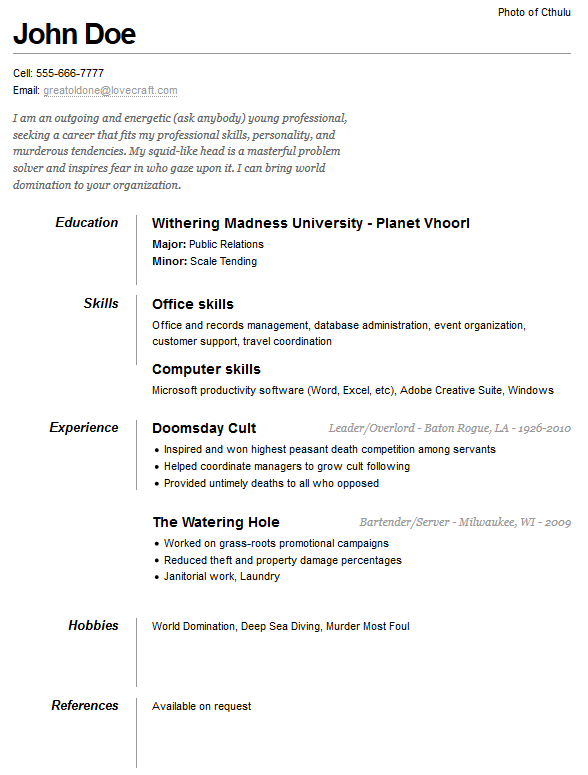 Photo of Cthulu
John Doe
Cell: 555-666-7777
Email: greatoldone@lovecraft.com
I am an outgoing and energetic (ask anybody) young professional,
seeking a career that fits my professional skills, personality, and
murderous tendencies. My squid-like head is a masterful problem
solver and inspires fear in who gaze upon it. I can bring world
domination to your organization.
Education
Withering Madness University - Planet Vhoorl
Major: Public Relations
Minor: Scale Tending
Skills
Office skills
Office and records management, database administration, event organization,
customer support, travel coordination
Computer skills
Microsoft productivity software (Word, Excel, etc), Adobe Creative Suite, Windows
Experience
Doomsday Cult Leader/Overlord - Baton Rogue, LA - 1926-2010
• Inspired and won highest peasant death competition among servants
• Helped coordinate managers to grow cult following
• Provided untimely deaths to all who opposed
The Watering Hole Bartender/Server - Milwaukee, WI - 2009
• Worked on grass-roots promotional campaigns
• Reduced theft and property damage percentages
• Janitorial work, Laundry
Hobbies
World Domination, Deep Sea Diving, Murder Most Foul
References
Available on request